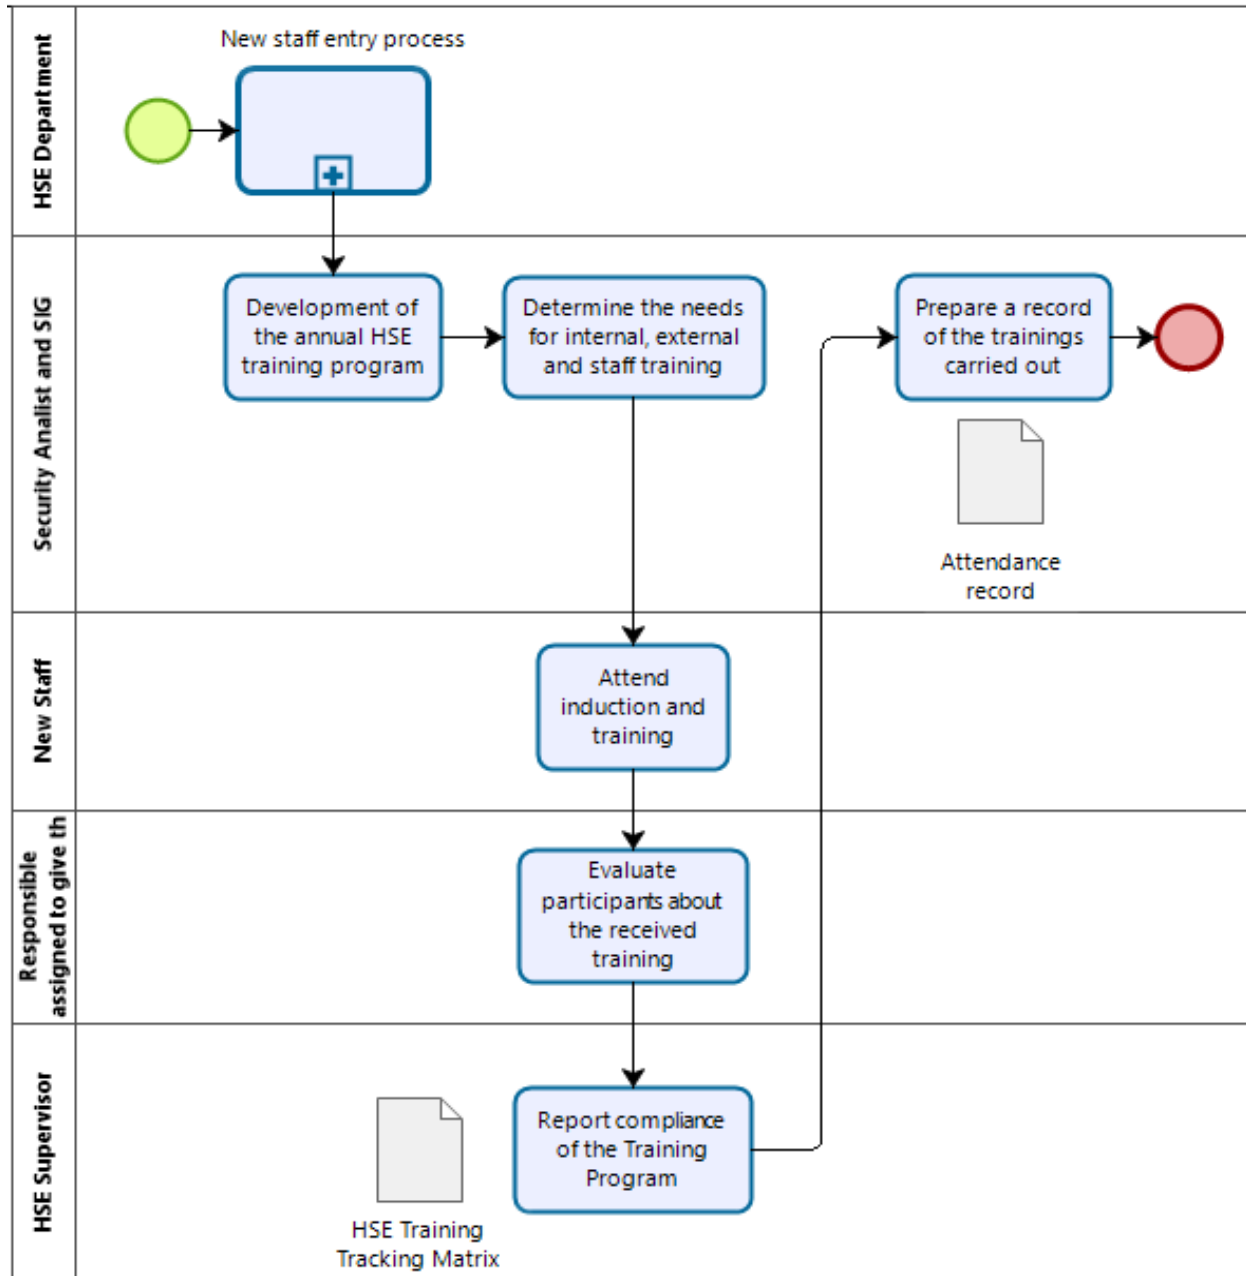 HSE Department
New staff entry process
Security Analist and SIG
Development of
the annual HSE
training program
Determine the needs
for internal, external
and staff training
Prepare a record
of the trainings
carried out
Attendance
record
New Staff
Attend
induction and
training
Responsible
assigned to give th
Evaluate
participants about
the received
training
HSE Supervisor
Report compliance
of the Training
Program
HSE Training
Tracking Matrix